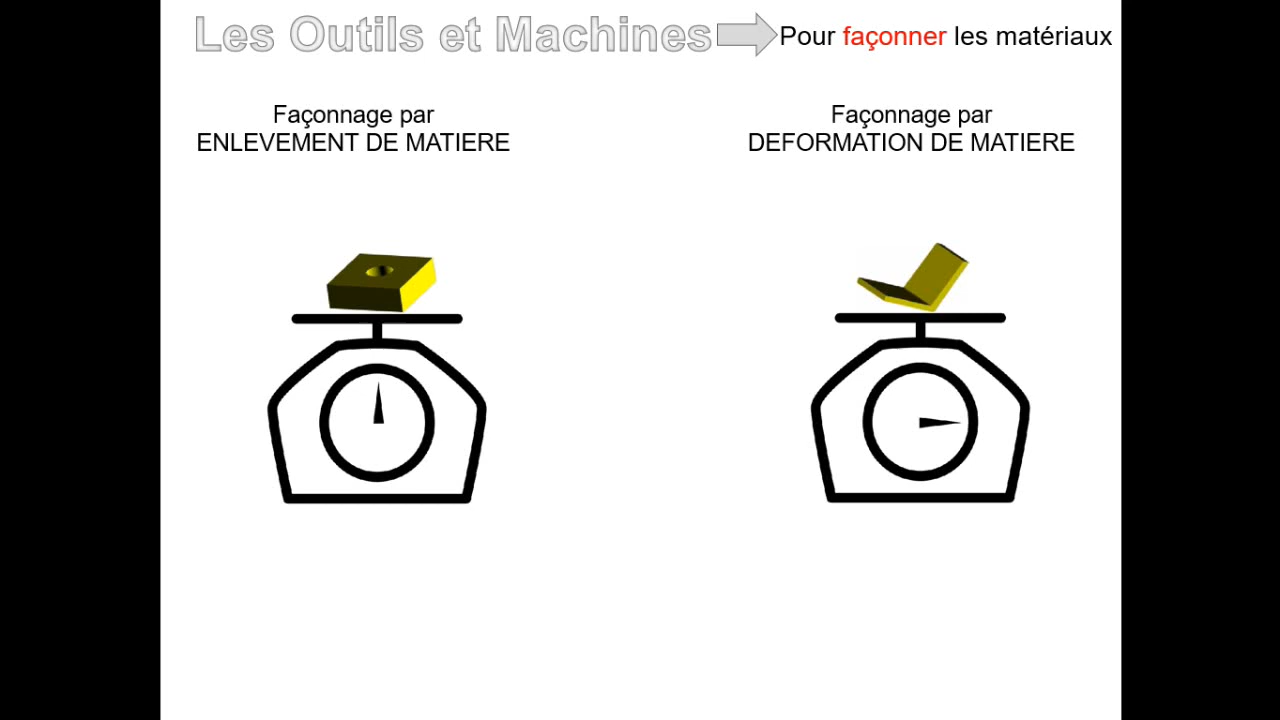 Les Outils et Machines Pour façonner les matériaux
Façonnage par
ENLEVEMENT DE MATIERE
Façonnage par
DEFORMATION DE MATIERE